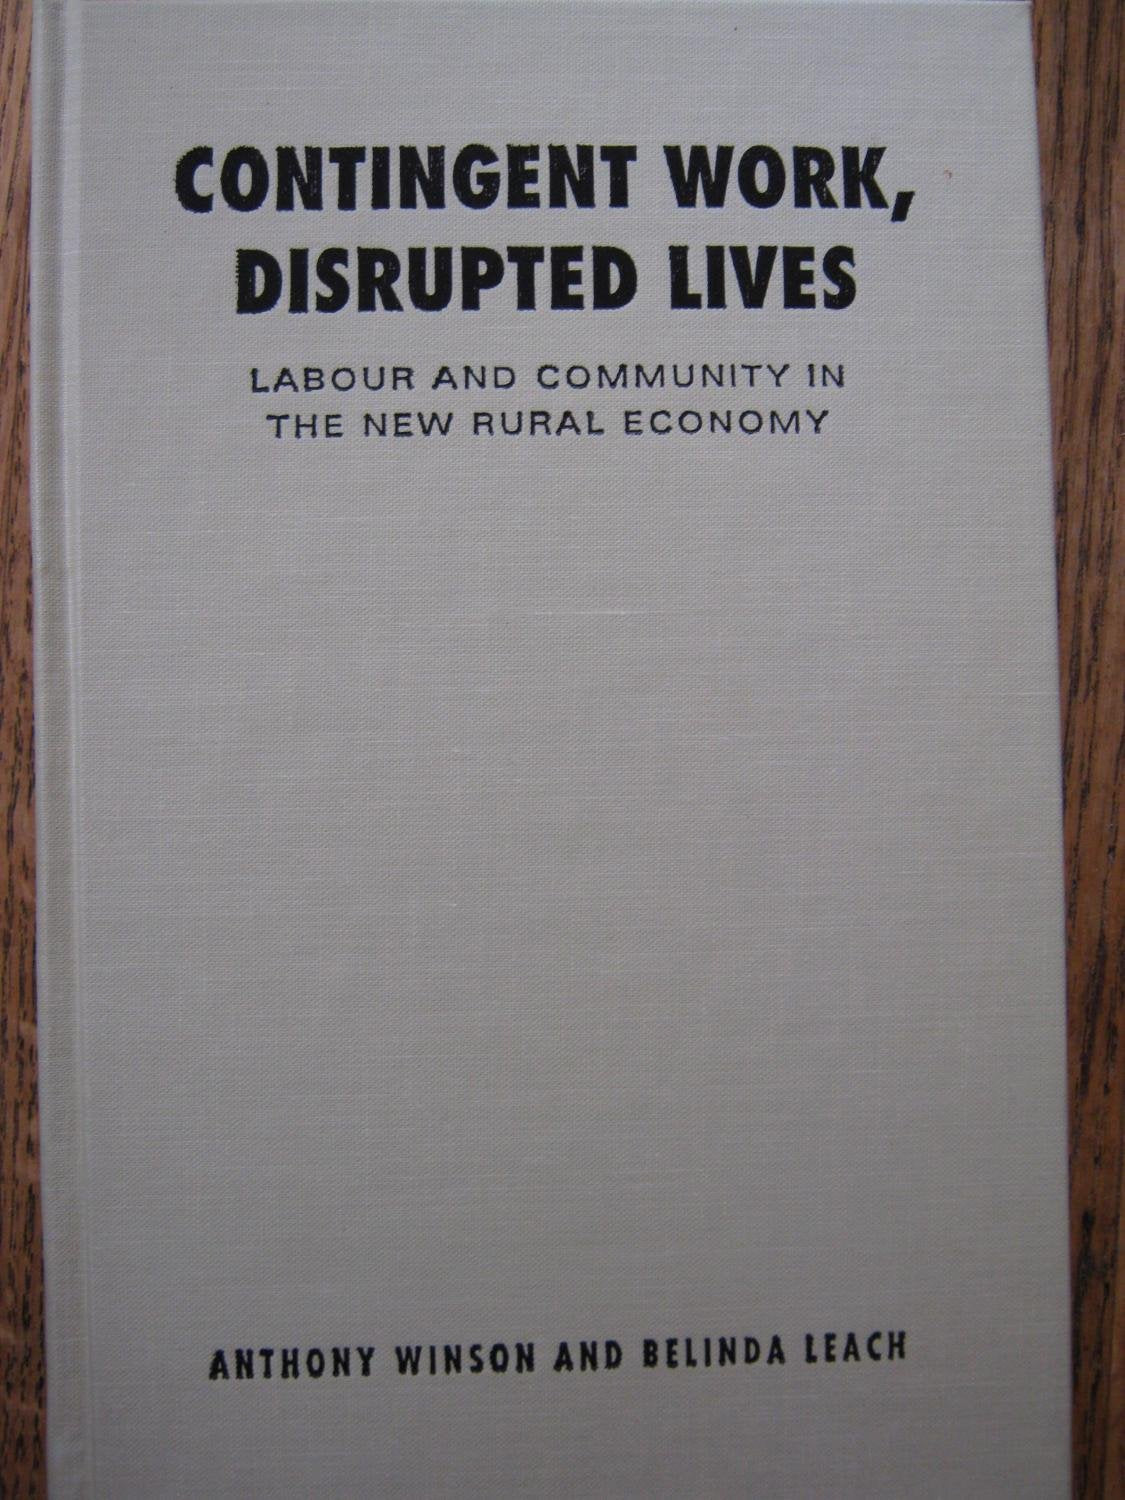 CONTINGENT WORK,
DISRUPTED LIVES
LABOUR AND COMMUNITY IN
THE NEW RURAL ECONOMY
ANTHONY WINSON AND BELINDA LEACH